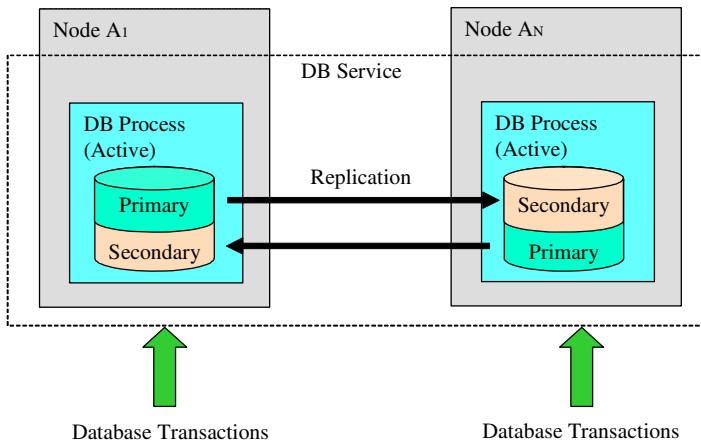 Node A1
Node AN
DB Service
DB Process
(Active)
Primary
Secondary
Replication
DB Process
(Active)
Secondary
Primary
Database Transactions
Database Transactions